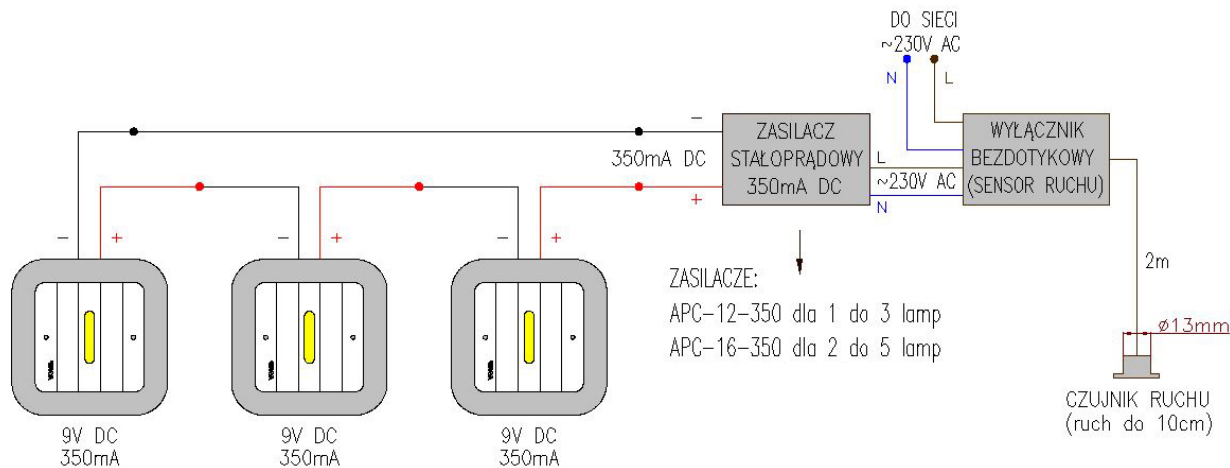 DO SIECI
~230V AC
N
L
–
350mA DC
+
ZASILACZ
STAŁOPRĄDOWY
350mA DC
L
~230V AC
N
WYŁĄCZNIK
BEZDOTYKOWY
(SENSOR RUCHU)
– +
– +
– +
2m
ø13mm
ZASILACZE:
APC-12-350 dla 1 do 3 lamp
APC-16-350 dla 2 do 5 lamp
CZUJNIK RUCHU
(ruch do 10cm)
9V DC
350mA
9V DC
350mA
9V DC
350mA